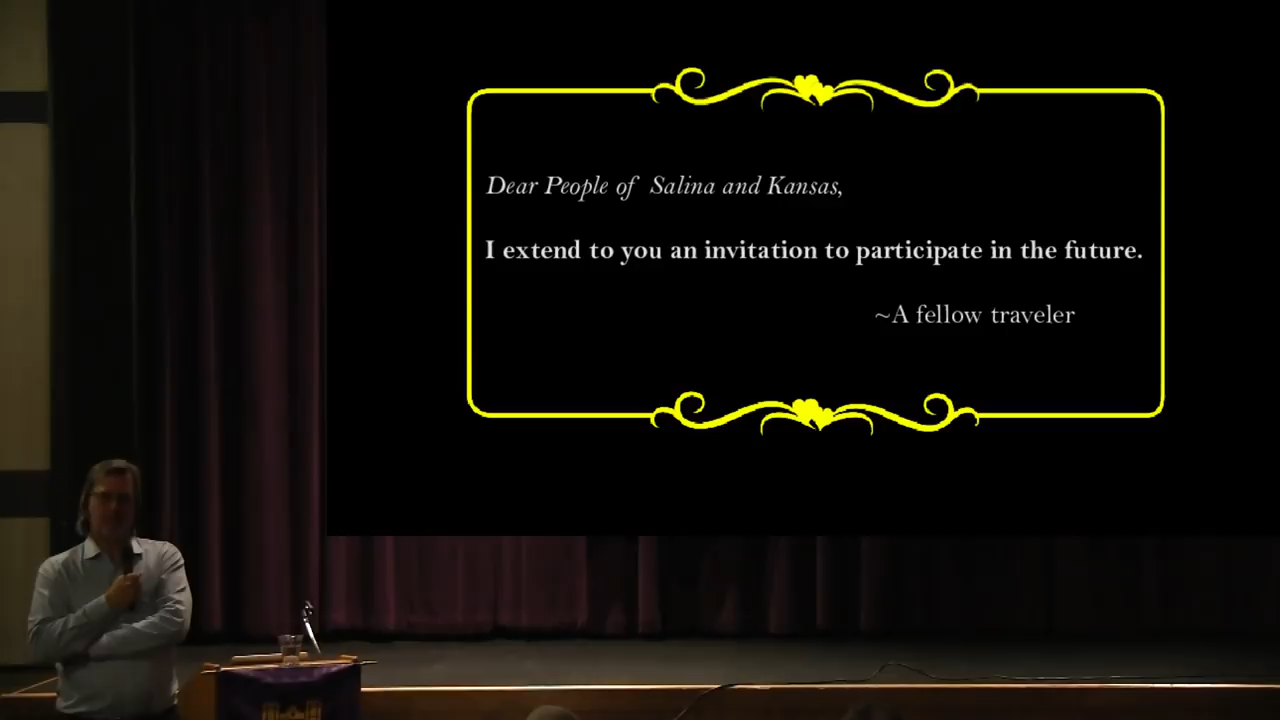 Dear People of Salina and Kansas,
I extend to you an invitation to participate in the future.
~A fellow traveler